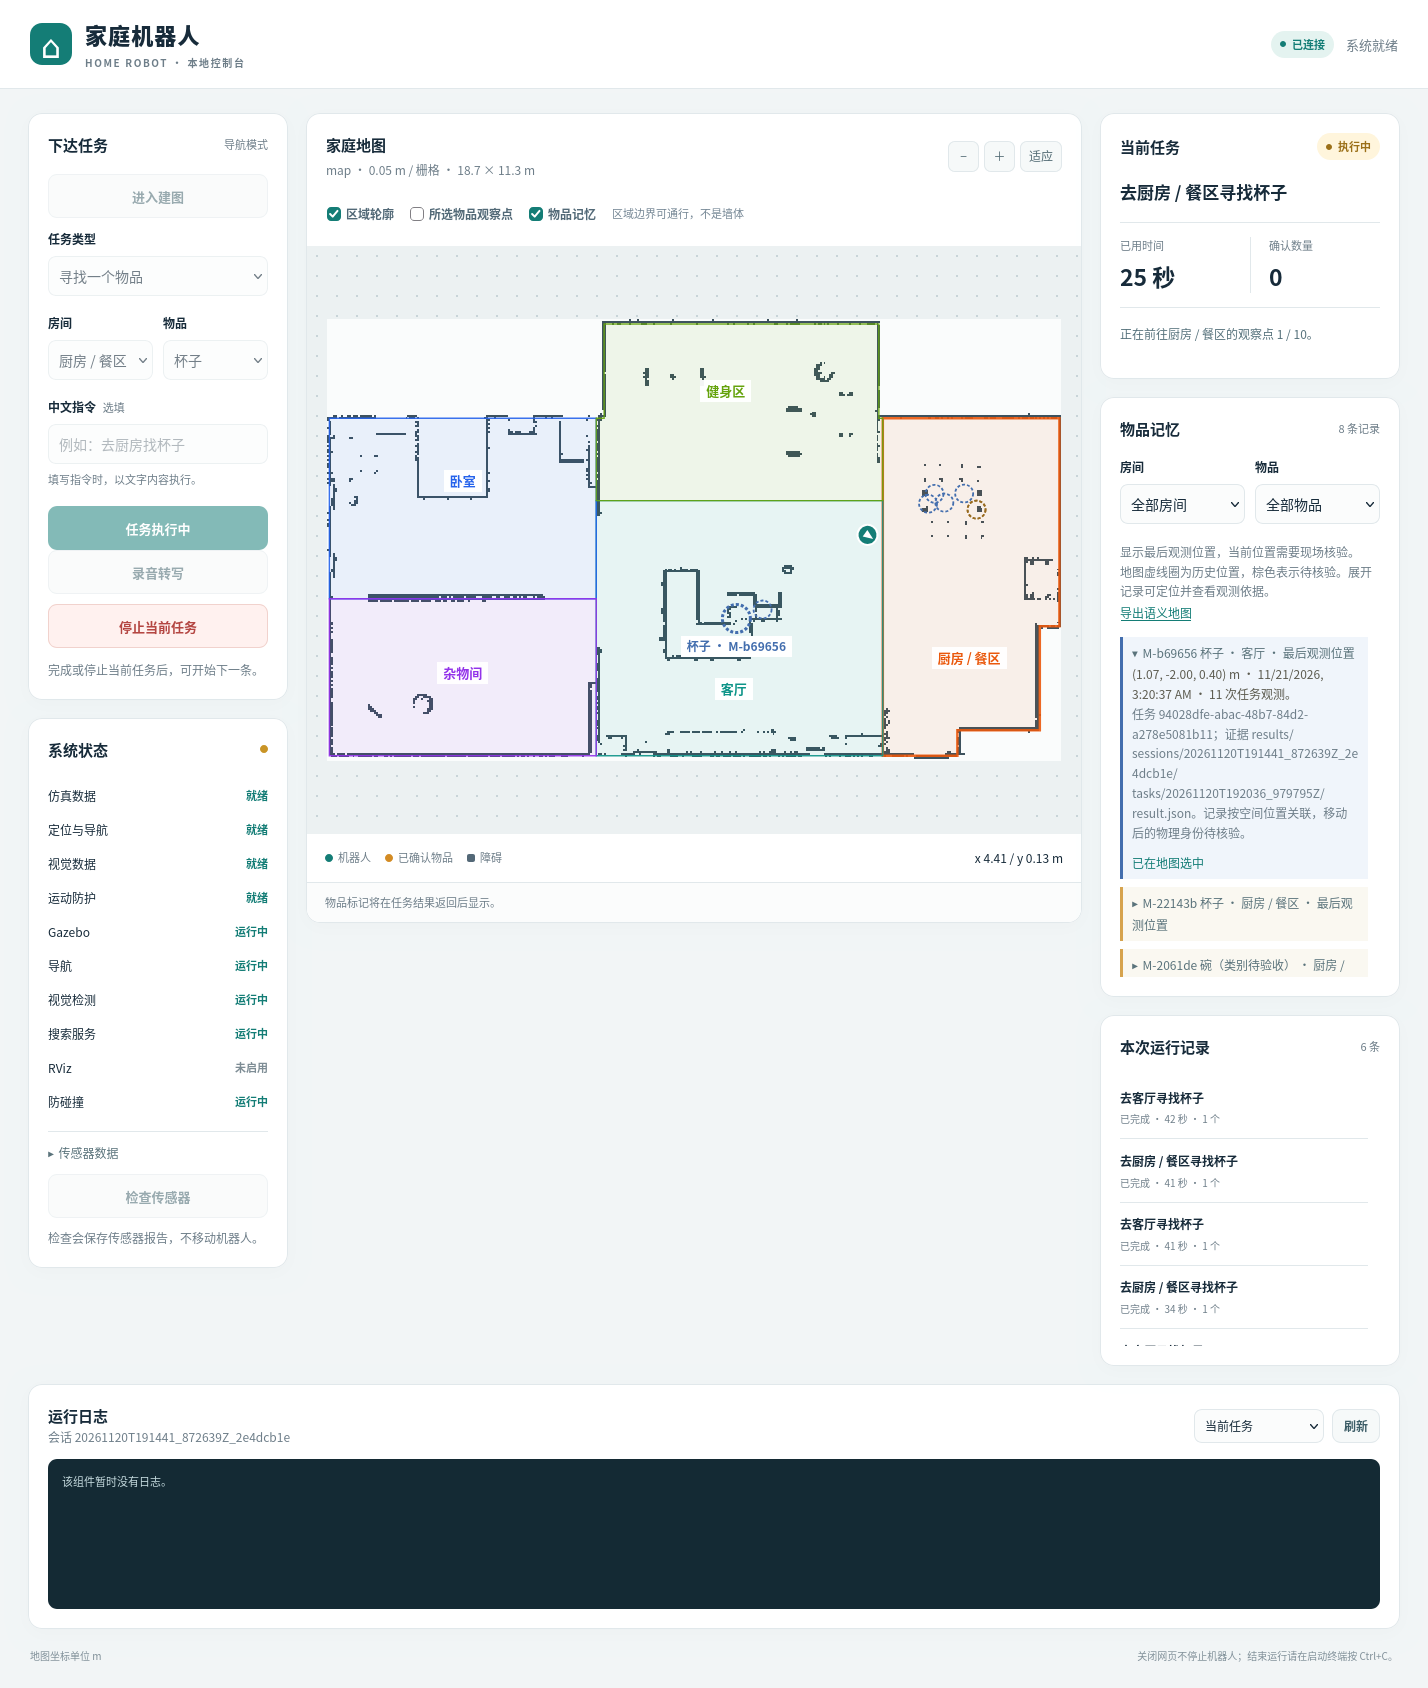 家庭机器人
HOME ROBOT · 本地控制台
已连接
系统就绪
下达任务
导航模式
进入建图
任务类型
寻找一个物品
房间
物品
厨房 / 餐区
杯子
中文指令 选填
例如：去厨房找杯子
填写指令时，以文字内容执行。
任务执行中
录音转写
停止当前任务
完成或停止当前任务后，可开始下一条。
系统状态
仿真数据 就绪
定位与导航 就绪
视觉数据 就绪
运动防护 就绪
Gazebo 运行中
导航 运行中
视觉检测 运行中
搜索服务 运行中
RViz 未启用
防碰撞 运行中
▸ 传感器数据
检查传感器
检查会保存传感器报告，不移动机器人。
家庭地图
map · 0.05 m / 栅格 · 18.7 × 11.3 m
−
＋
适应
区域轮廓
所选物品观察点
物品记忆
区域边界可通行，不是墙体
健身区
卧室
杯子 · M-b69656
厨房 / 餐区
杂物间
客厅
机器人
已确认物品
障碍
x 4.41 / y 0.13 m
物品标记将在任务结果返回后显示。
当前任务
执行中
去厨房 / 餐区寻找杯子
已用时间
确认数量
25 秒
0
正在前往厨房 / 餐区的观察点 1 / 10。
物品记忆
8 条记录
房间
物品
全部房间
全部物品
显示最后观测位置，当前位置需要现场核验。
地图虚线圈为历史位置，棕色表示待核验。展开
记录可定位并查看观测依据。
导出语义地图
▾ M-b69656 杯子 · 客厅 · 最后观测位置
(1.07, -2.00, 0.40) m · 11/21/2026,
3:20:37 AM · 11 次任务观测。
任务 94028dfe-abac-48b7-84d2-
a278e5081b11；证据 results/
sessions/20261120T191441_872639Z_2e
4dcb1e/
tasks/20261120T192036_979795Z/
result.json。记录按空间位置关联，移动
后的物理身份待核验。
已在地图选中
▸ M-22143b 杯子 · 厨房 / 餐区 · 最后观
测位置
▸ M-2061de 碗（类别待验收） · 厨房 /
本次运行记录
6 条
去客厅寻找杯子
已完成 · 42 秒 · 1 个
去厨房 / 餐区寻找杯子
已完成 · 41 秒 · 1 个
去客厅寻找杯子
已完成 · 41 秒 · 1 个
去厨房 / 餐区寻找杯子
已完成 · 34 秒 · 1 个
运行日志
会话 20261120T191441_872639Z_2e4dcb1e
当前任务
刷新
该组件暂时没有日志。
地图坐标单位 m
关闭网页不停止机器人；结束运行请在启动终端按 Ctrl+C。